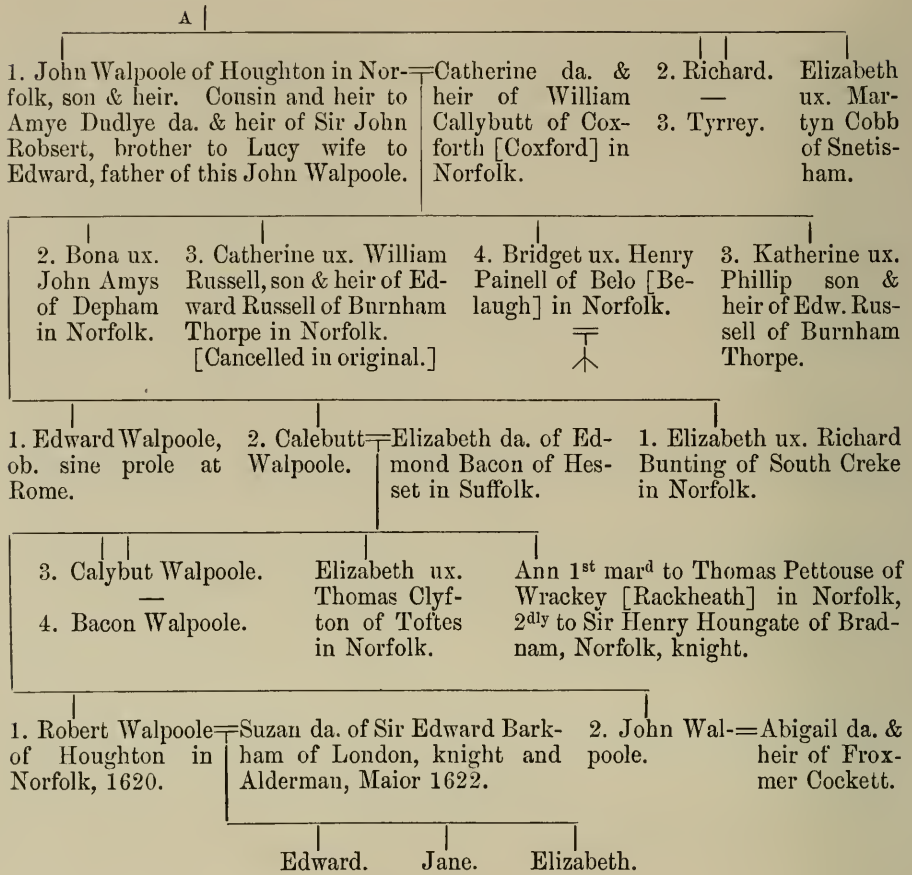 A
1. John Walpoole of Houghton in Nor-
folk, son & heir. Cousin and heir to
Amye Dudlye da. & heir of Sir John
Robsert, brother to Lucy wife to
Edward, father of this John Walpoole.
Catherine da. &
heir of William
Callybutt of Cox-
forth [Coxford] in
Norfolk.
2. Richard.
—
3. Tyrrey.
Elizabeth
ux. Mar-
tyn Cobb
of Snetis-
ham.
2. Bona ux.
John Amys
of Depham
in Norfolk.
3. Catherine ux. William
Russell, son & heir of Ed-
ward Russell of Burnham
Thorpe in Norfolk.
[Cancelled in original.]
4. Bridget ux. Henry
Painell of Belo [Be-
laugh] in Norfolk.
3. Katherine ux.
Phillip son &
heir of Edw. Rus-
sell of Burnham
Thorpe.
1. Edward Walpoole,
ob. sine prole at
Rome.
2. Calebutt
Walpoole.
Elizabeth da. of Ed-
mond Bacon of Hes-
set in Suffolk.
1. Elizabeth ux. Richard
Bunting of South Creke
in Norfolk.
3. Calybut Walpoole.
—
4. Bacon Walpoole.
Elizabeth ux.
Thomas Clyf-
ton of Toftes
in Norfolk.
Ann 1st mard to Thomas Pettouse of
Wrackey [Rackheath] in Norfolk,
2dly to Sir Henry Houngate of Brad-
nam, Norfolk, knight.
1. Robert Walpoole
of Houghton in
Norfolk, 1620.
Suzan da. of Sir Edward Bark-
ham of London, knight and
Alderman, Maior 1622.
2. John Wal-
poole.
Abigail da. &
heir of Frox-
mer Cockett.
Edward. Jane. Elizabeth.